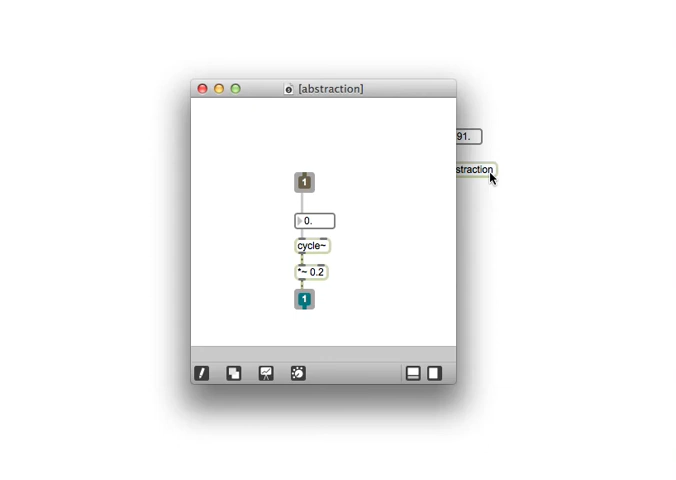 [abstraction]
91.
straction
1
0.
cycle~
*~ 0.2
1